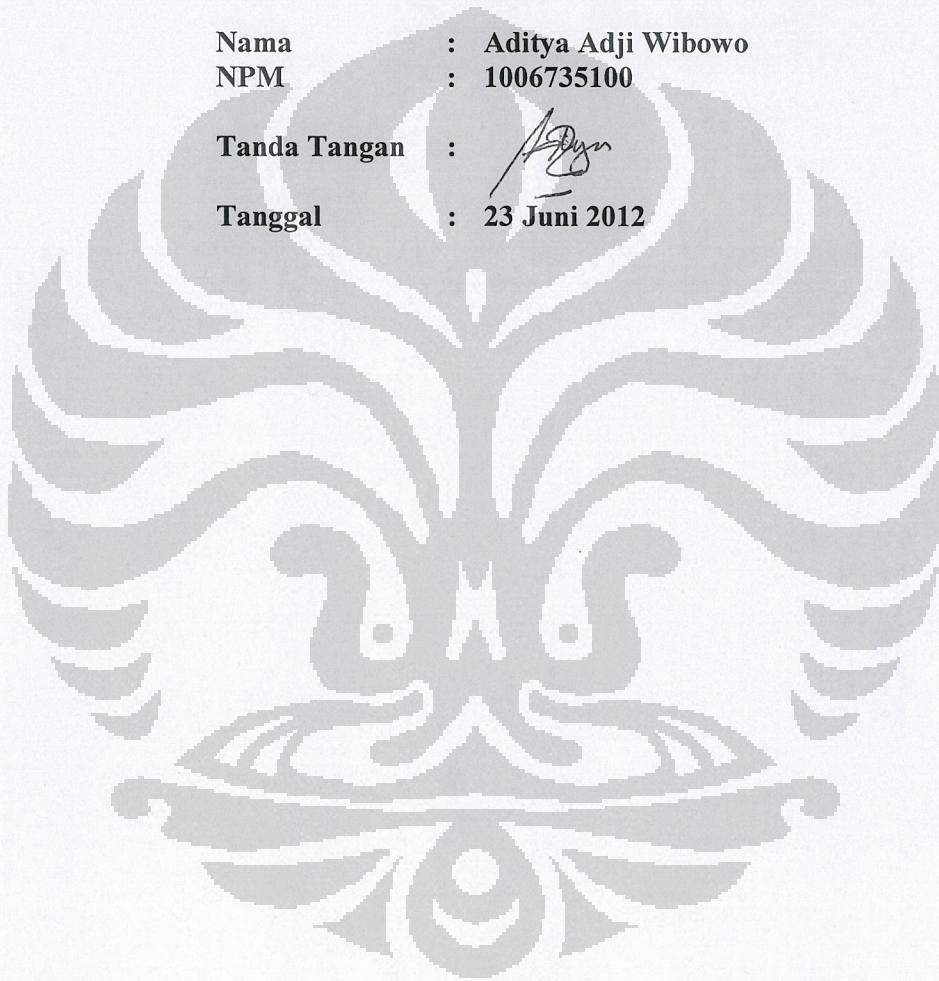 Nama : Aditya Adji Wibowo
NPM : 1006735100
Tanda Tangan :
Tanggal : 23 Juni 2012